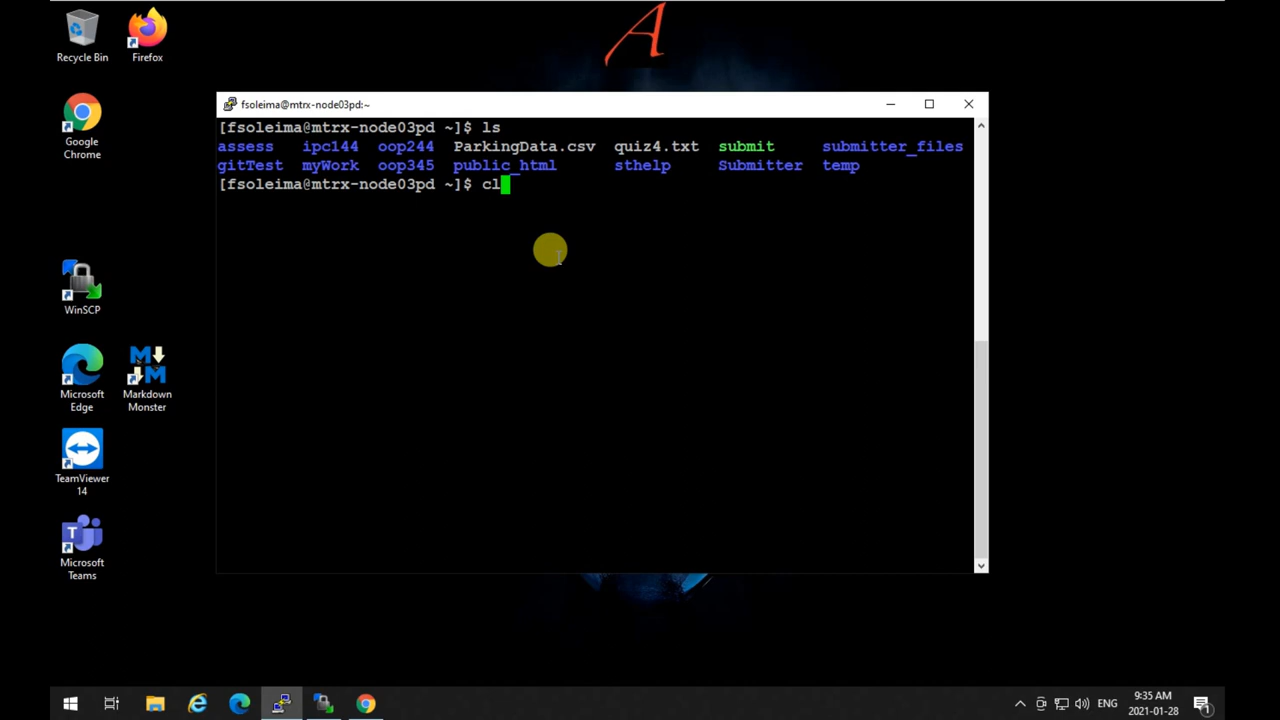 A
Recycle Bin
Firefox
Google
Chrome
WinSCP
Microsoft
Edge
Markdown
Monster
TeamViewer
14
Microsoft
Teams
fsoleima@mtrx-node03pd:~
[fsoleima@mtrx-node03pd ~]$ ls
assess ipc144 oop244 ParkingData.csv quiz4.txt submit submitter_files
gitTest myWork oop345 public_html sthelp Submitter temp
[fsoleima@mtrx-node03pd ~]$ cl
ENG
9:35 AM
2021-01-28
1